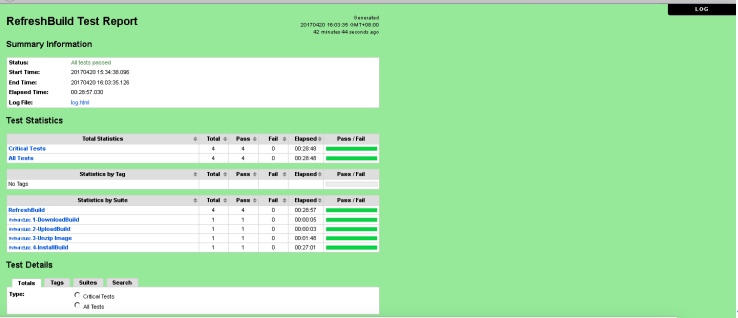 LOG
RefreshBuild Test Report
Generated
20170420 16:03:35 GMT+08:00
42 minutes 44 seconds ago
Summary Information
Status: All tests passed
Start Time: 20170420 15:34:38.096
End Time: 20170420 16:03:35.126
Elapsed Time: 00:28:57.030
Log File: log.html
Test Statistics
Total Statistics Total Pass Fail Elapsed Pass / Fail
Critical Tests 4 4 0 00:28:48
All Tests 4 4 0 00:28:48
Statistics by Tag Total Pass Fail Elapsed Pass / Fail
No Tags
Statistics by Suite Total Pass Fail Elapsed Pass / Fail
RefreshBuild 4 4 0 00:28:57
RefreshBuild. 1-DownloadBuild 1 1 0 00:00:05
RefreshBuild. 2-UploadBuild 1 1 0 00:00:03
RefreshBuild. 3-Unzip Image 1 1 0 00:01:48
RefreshBuild. 4-InstallBuild 1 1 0 00:27:01
Test Details
Totals Tags Suites Search
Type: Critical Tests
All Tests